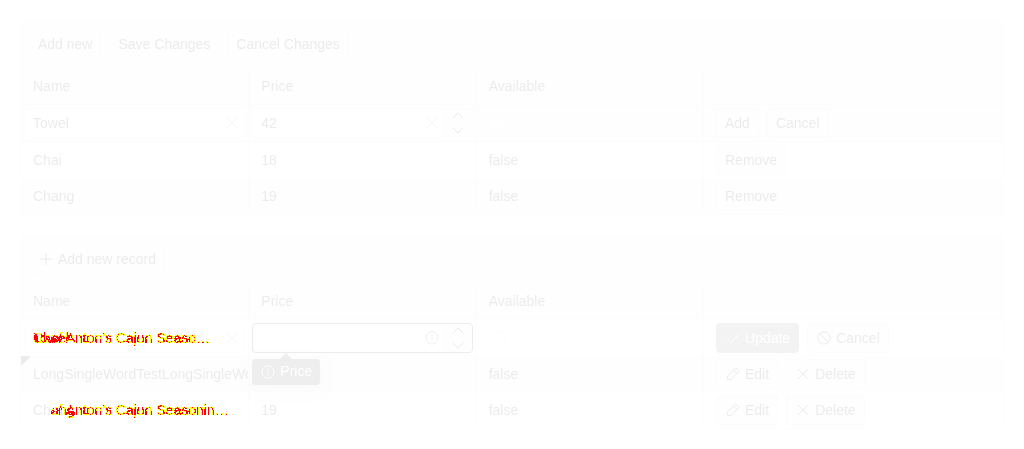 Add new Save Changes Cancel Changes
Name Price Available
Towel 42 Add Cancel
Chai 18 false Remove
Chang 19 false Remove
Add new record
Name Price Available
Anton's Cajun Seaso... Update Cancel
Price
LongSingleWordTestLongSingleWo false Edit Delete
Anton's Cajun Seasonin... 19 false Edit Delete